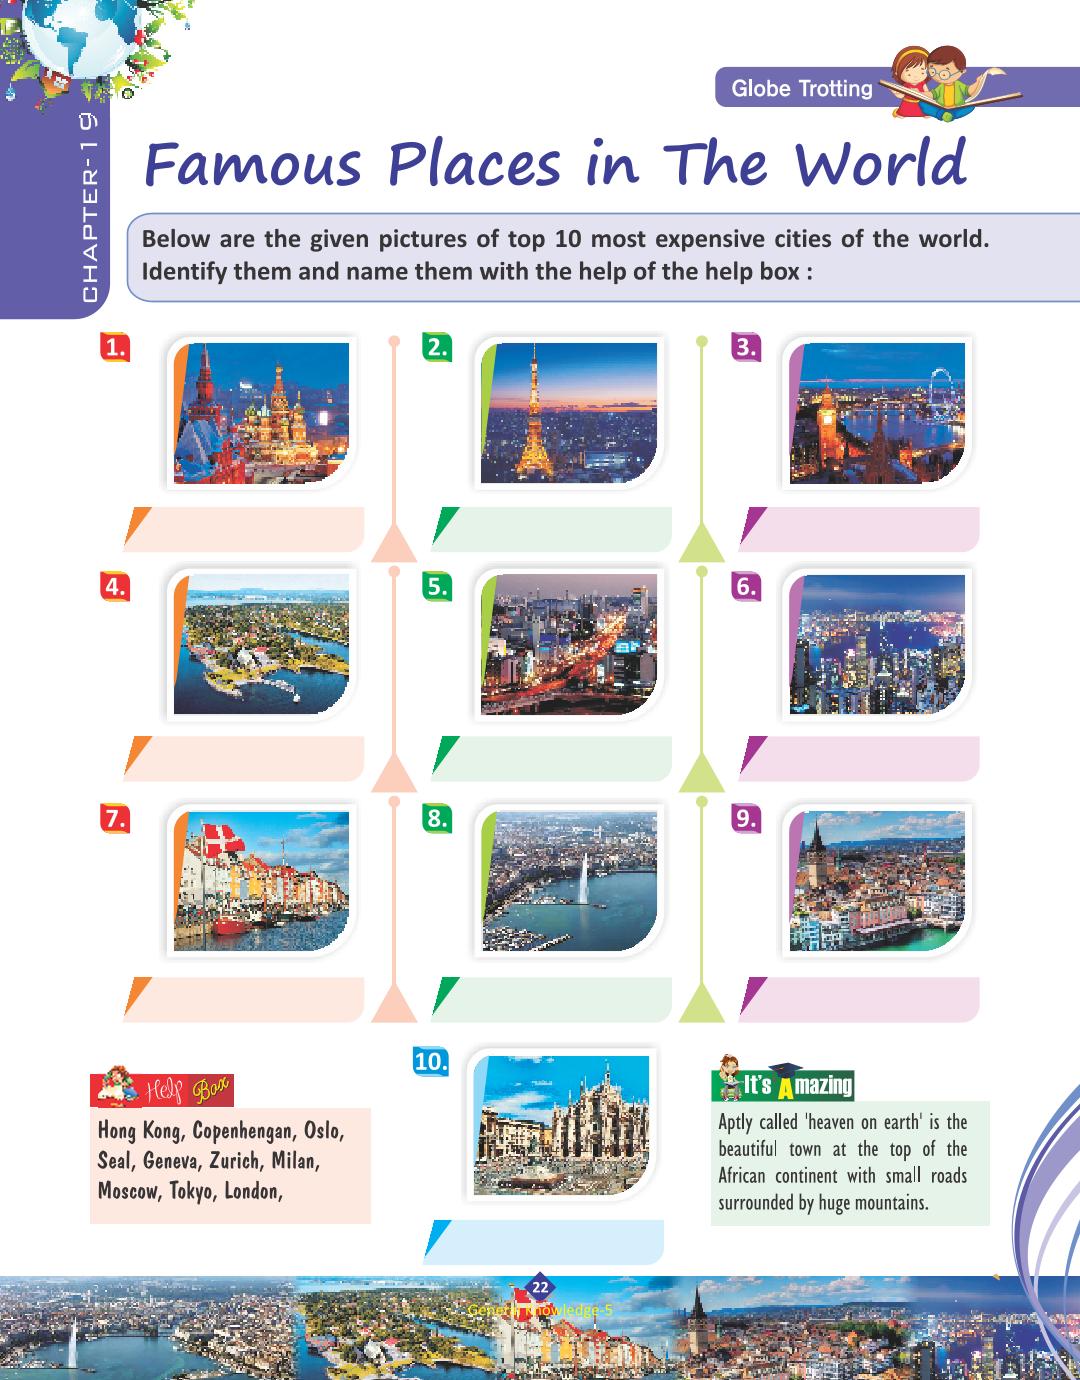 Globe Trotting
CHAPTER-19
Famous Places in The World
Below are the given pictures of top 10 most expensive cities of the world.
Identify them and name them with the help of the help box :
1.
2.
3.
4.
5.
6.
7.
8.
9.
10.
Help Box
Hong Kong, Copenhengan, Oslo,
Seal, Geneva, Zurich, Milan,
Moscow, Tokyo, London,
It's Amazing
Aptly called 'heaven on earth' is the
beautiful town at the top of the
African continent with small roads
surrounded by huge mountains.
22
General Knowledge-5